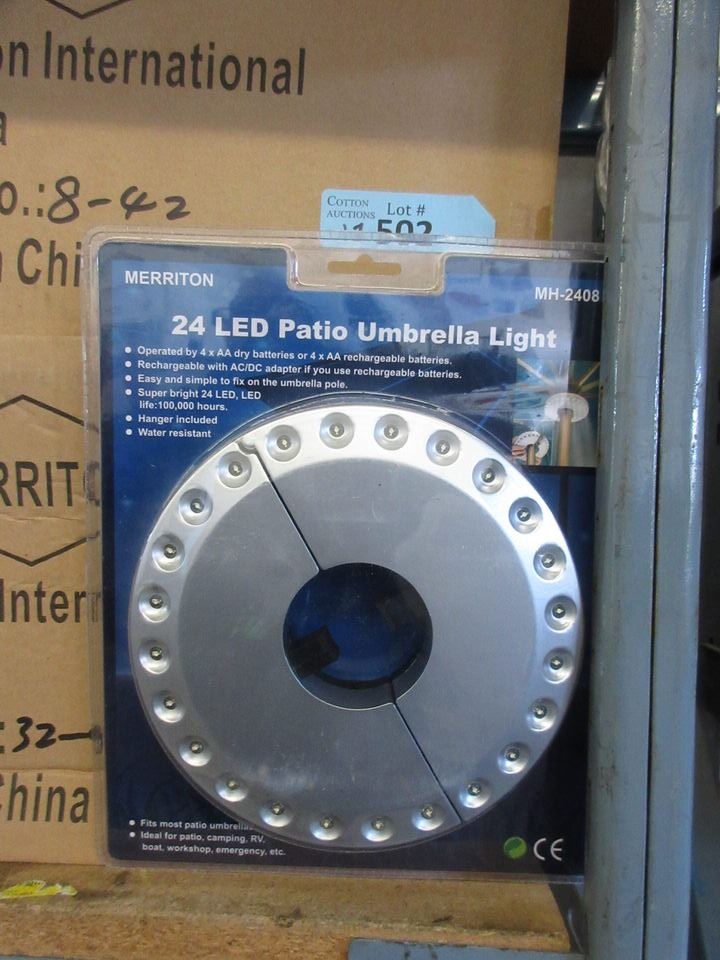 on International
a
o.:8-42
Chi
COTTON
AUCTIONS
Lot #
502
MERRITON
MH-2408
24 LED Patio Umbrella Light
• Operated by 4 x AA dry batteries or 4 x AA rechargeable batteries.
• Rechargeable with AC/DC adapter if you use rechargeable batteries.
• Easy and simple to fix on the umbrella pole.
• Super bright 24 LED, LED
life:100,000 hours.
• Hanger included
• Water resistant
RRIT
Inter
:32-
China
• Fits most patio umbrella
• Ideal for patio, camping, RV,
boat, workshop, emergency, etc.
CE